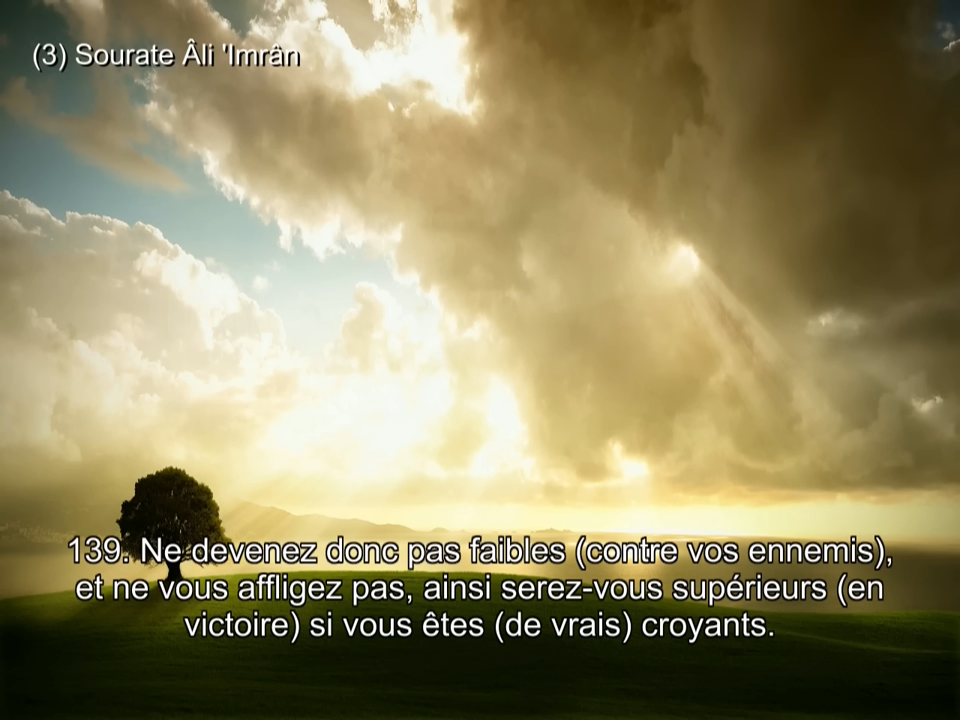 (3) Sourate Âli 'Imrân
139. Ne devenez donc pas faibles (contre vos ennemis),
et ne vous affligez pas, ainsi serez-vous supérieurs (en
victoire) si vous êtes (de vrais) croyants.